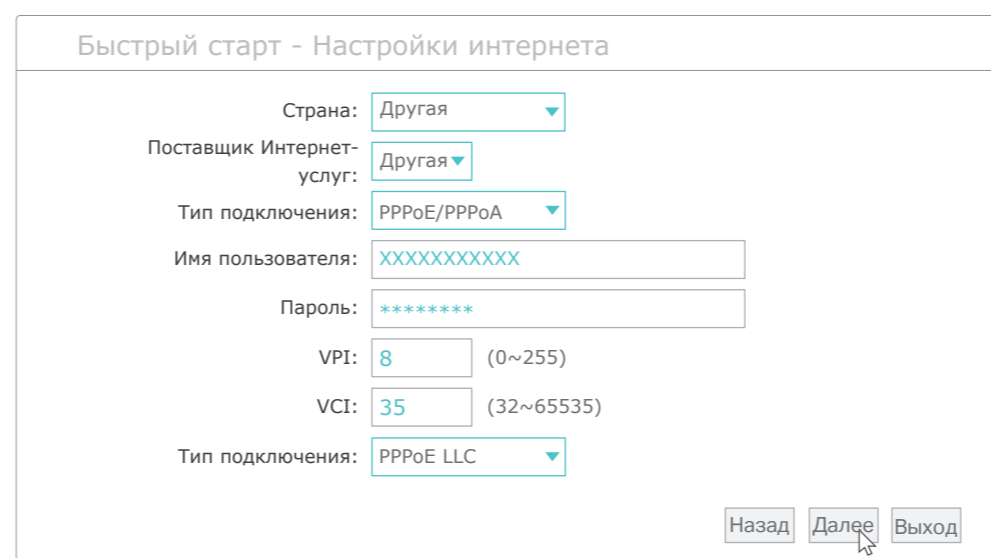 Быстрый старт - Настройки интернета
Страна: Другая
Поставщик Интернет-
услуг: Другая
Тип подключения: PPPoE/PPPoA
Имя пользователя: XXXXXXXXXXX
Пароль: ********
VPI: 8 (0~255)
VCI: 35 (32~65535)
Тип подключения: PPPoE LLC
Назад Далее Выход